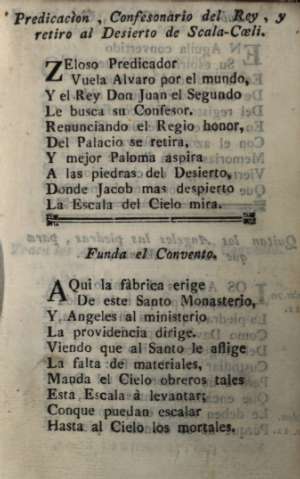 Predicacion, Confesonario del Rey, y
retiro al Desierto de Scala-Cœli.
ZEloso Predicador
Vuela Alvaro por el mundo,
Y el Rey Don Juan el Segundo
Le busca su Confesor.
Renunciando el Regio honor,
Del Palacio se retira,
Y mejor Paloma aspira
A las piedras del Desierto,
Donde Jacob mas despierto
La Escala del Cielo mira.
Funda el Convento.
AQui la fàbrica erige
De este Santo Monasterio,
Y Angeles al ministerio
La providencia dirige.
Viendo que al Santo le aflige
La falta de materiales,
Manda el Cielo obreros tales
Esta Escala à levantar;
Conque puedan escalar
Hasta al Cielo los mortales.